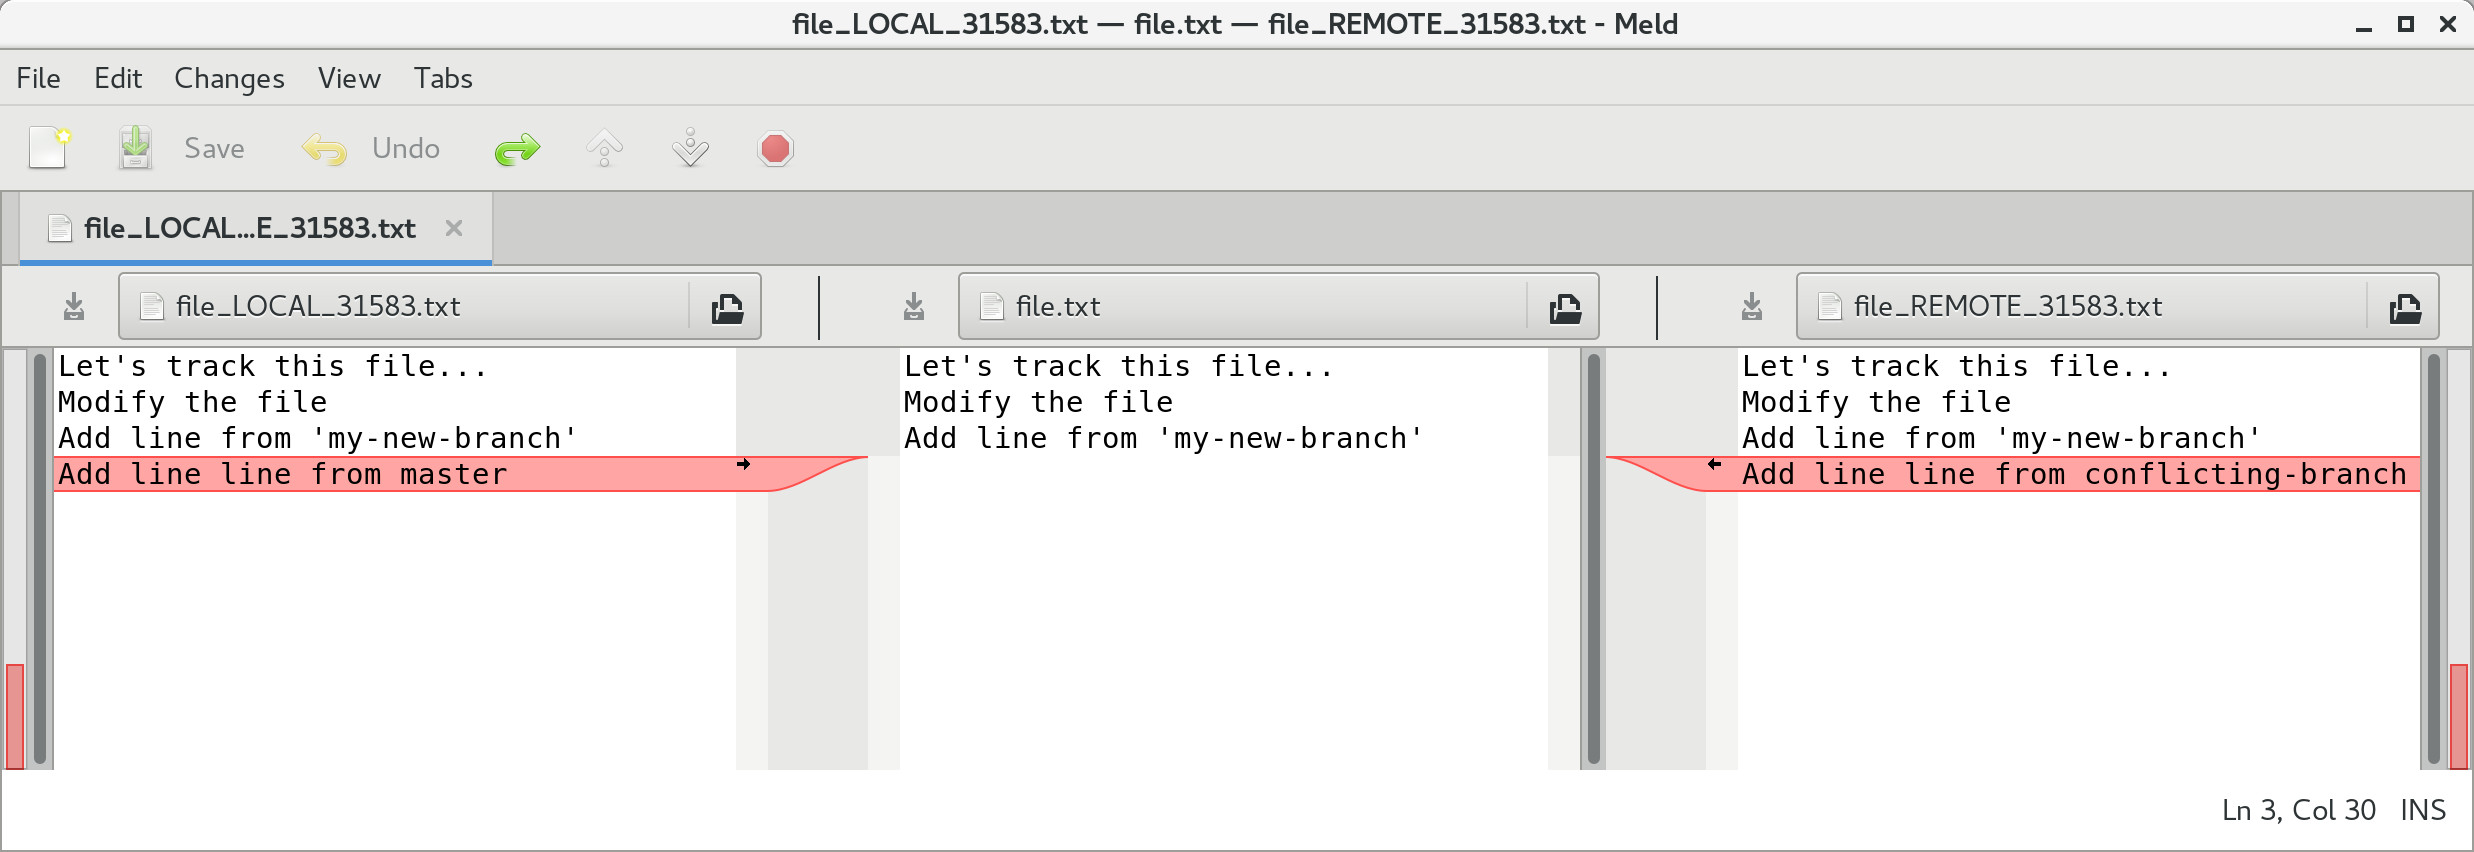 file_LOCAL_31583.txt — file.txt — file_REMOTE_31583.txt - Meld
File Edit Changes View Tabs
Save Undo
file_LOCAL...E_31583.txt
file_LOCAL_31583.txt
file.txt
file_REMOTE_31583.txt
Let's track this file...
Modify the file
Add line from 'my-new-branch'
Add line line from master
Let's track this file...
Modify the file
Add line from 'my-new-branch'
Let's track this file...
Modify the file
Add line from 'my-new-branch'
Add line line from conflicting-branch
Ln 3, Col 30 INS